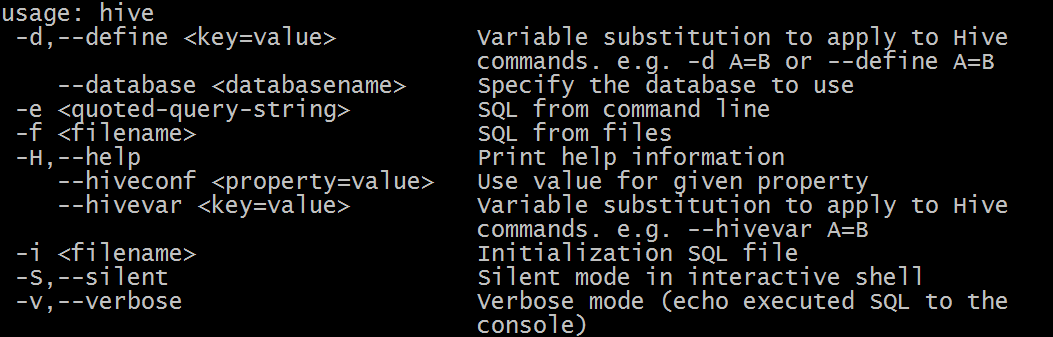 usage: hive
 -d,--define <key=value>          Variable substitution to apply to Hive
                                  commands. e.g. -d A=B or --define A=B
    --database <databasename>     Specify the database to use
 -e <quoted-query-string>         SQL from command line
 -f <filename>                    SQL from files
 -H,--help                        Print help information
    --hiveconf <property=value>   Use value for given property
    --hivevar <key=value>         Variable substitution to apply to Hive
                                  commands. e.g. --hivevar A=B
 -i <filename>                    Initialization SQL file
 -S,--silent                      Silent mode in interactive shell
 -v,--verbose                     Verbose mode (echo executed SQL to the
                                  console)